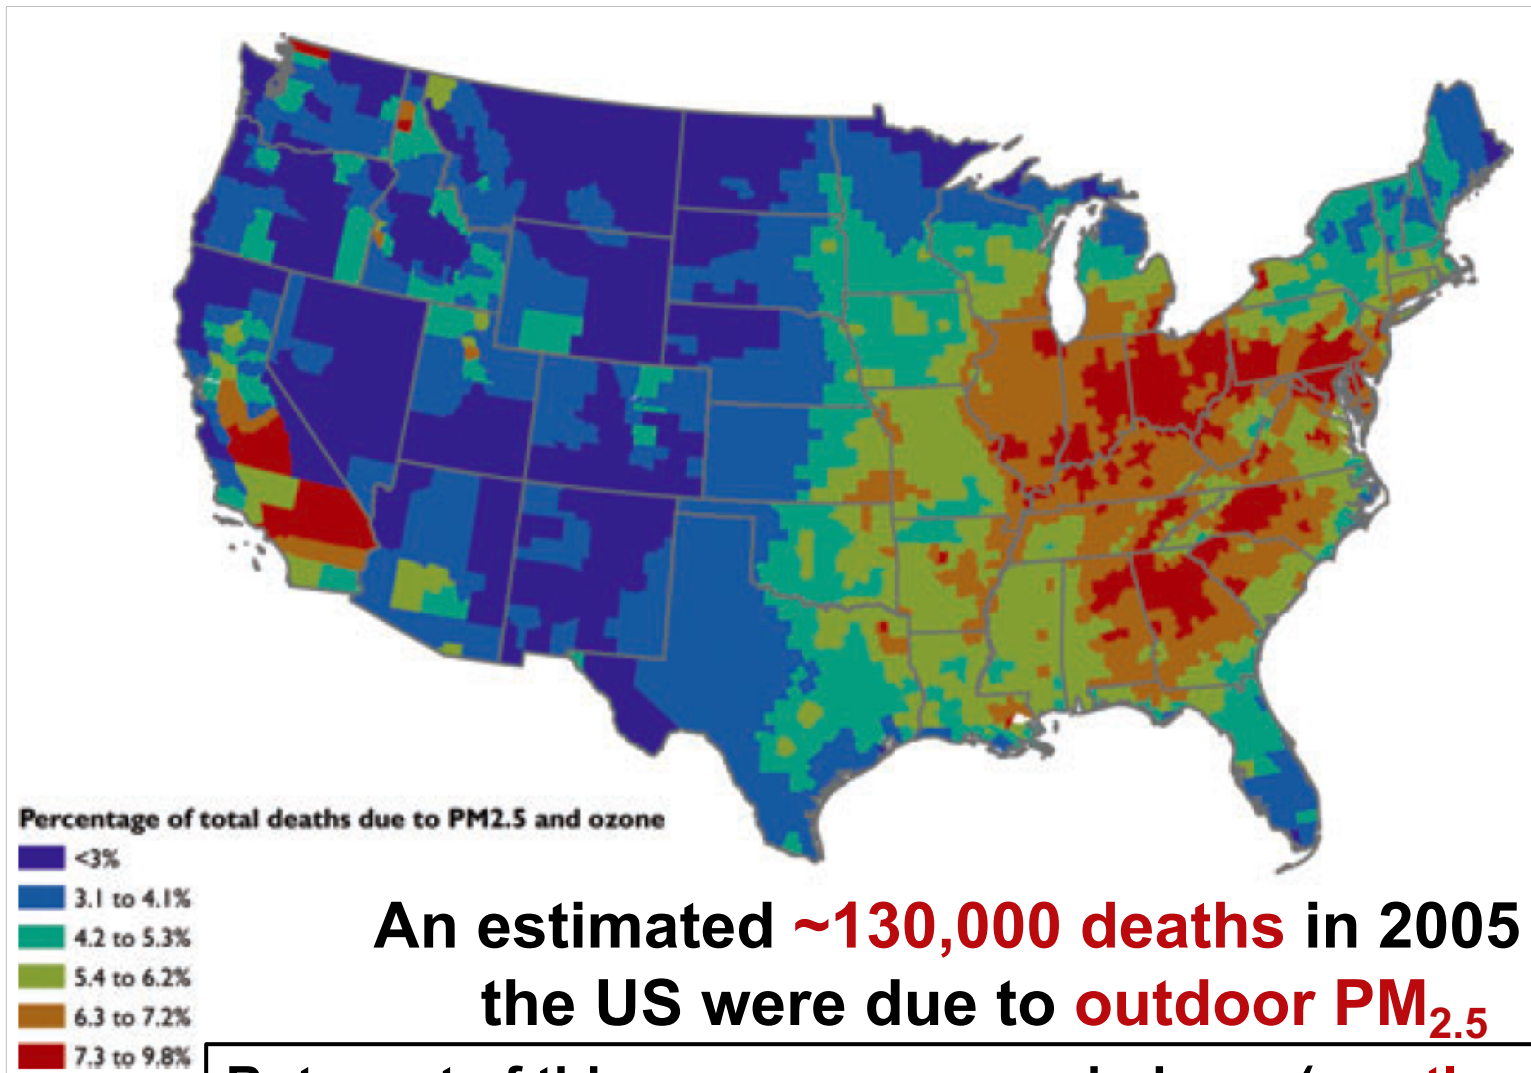 Percentage of total deaths due to PM2.5 and ozone
<3%
3.1 to 4.1%
4.2 to 5.3%
5.4 to 6.2%
6.3 to 7.2%
7.3 to 9.8%
An estimated ~130,000 deaths in 2005
the US were due to outdoor PM2.5